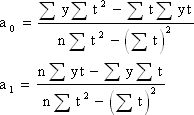 a₀ = (∑ y ∑ t² − ∑ t ∑ yt) / (n ∑ t² − (∑ t)²)
a₁ = (n ∑ yt − ∑ y ∑ t) / (n ∑ t² − (∑ t)²)